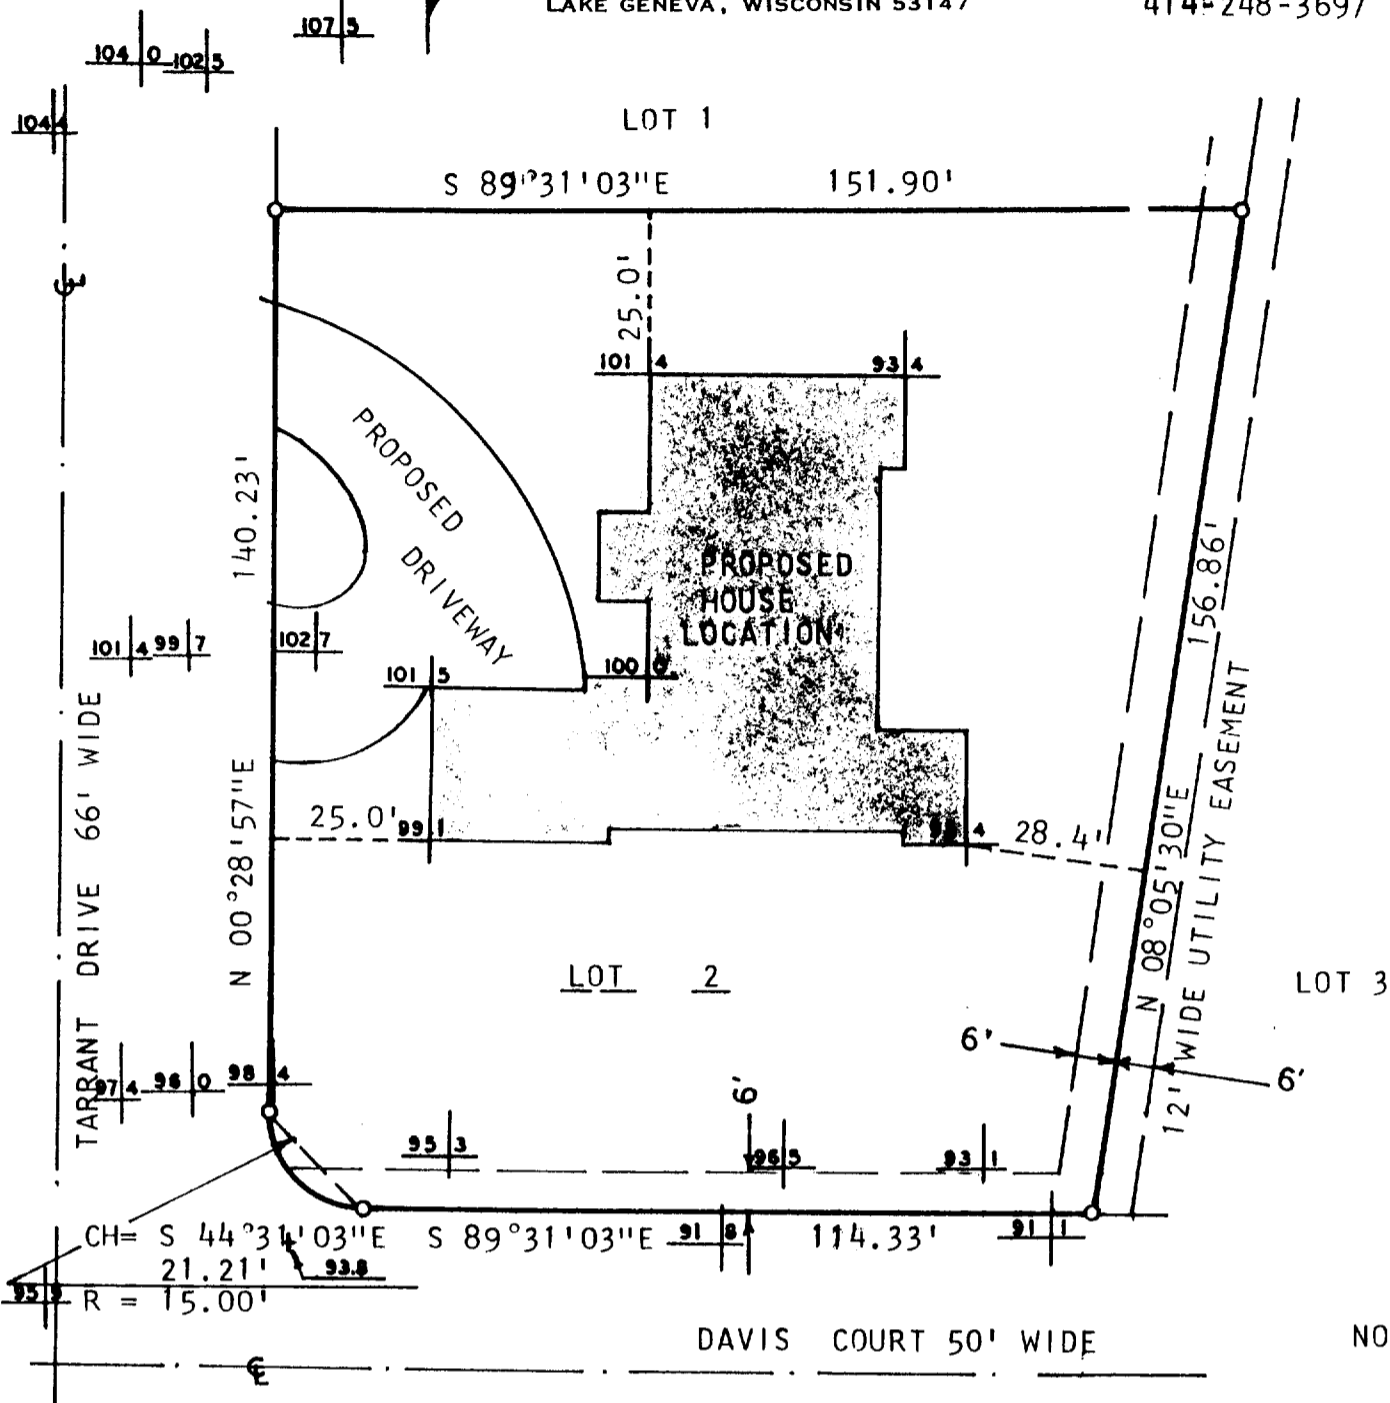 LAKE GENEVA, WISCONSIN 53147
414-248-3697
107 5
104 0
102 5
104 4
LOT 1
S 89°31'03"E 151.90'
25.0'
101 4
93 4
PROPOSED
DRIVEWAY
140.23'
PROPOSED
HOUSE
LOCATION
156.86'
101 4
99 7
102 7
101 5
100 0
TARRANT DRIVE 66' WIDE
N 00°28'57"E
25.0'
99 1
4
28.4'
N 08°05'30"E
12' WIDE UTILITY EASEMENT
LOT 2
LOT 3
6'
6'
97 4
96 0
98 4
6'
95 3
96 5
93 1
CH= S 44°31'03"E
21.21'
R = 15.00'
S 89°31'03"E
91 8
114.33'
91 1
93.8
95 9
DAVIS COURT 50' WIDE
NO
℄